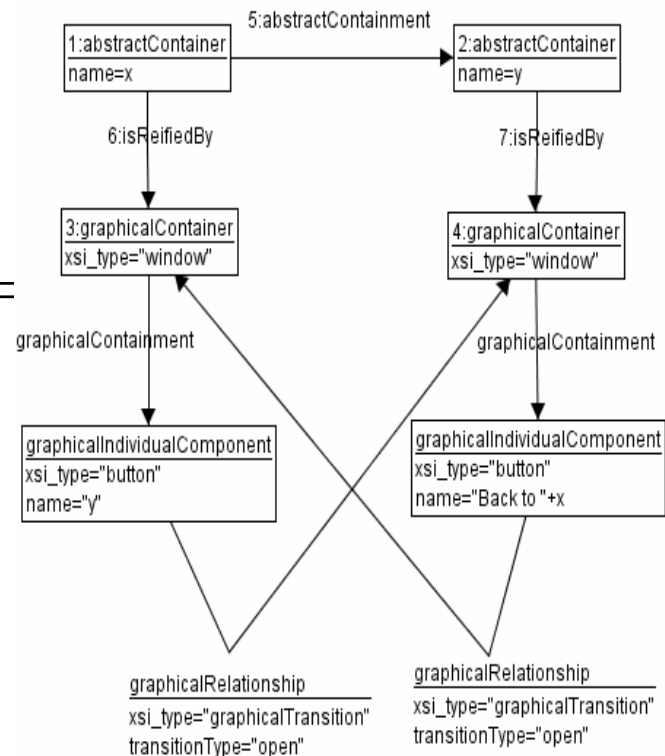 5:abstractContainment
1:abstractContainer
name=x
2:abstractContainer
name=y
6:isReifiedBy
7:isReifiedBy
3:graphicalContainer
xsi_type="window"
4:graphicalContainer
xsi_type="window"
graphicalContainment
graphicalContainment
graphicalIndividualComponent
xsi_type="button"
name="y"
graphicalIndividualComponent
xsi_type="button"
name="Back to "+x
graphicalRelationship
xsi_type="graphicalTransition"
transitionType="open"
graphicalRelationship
xsi_type="graphicalTransition"
transitionType="open"